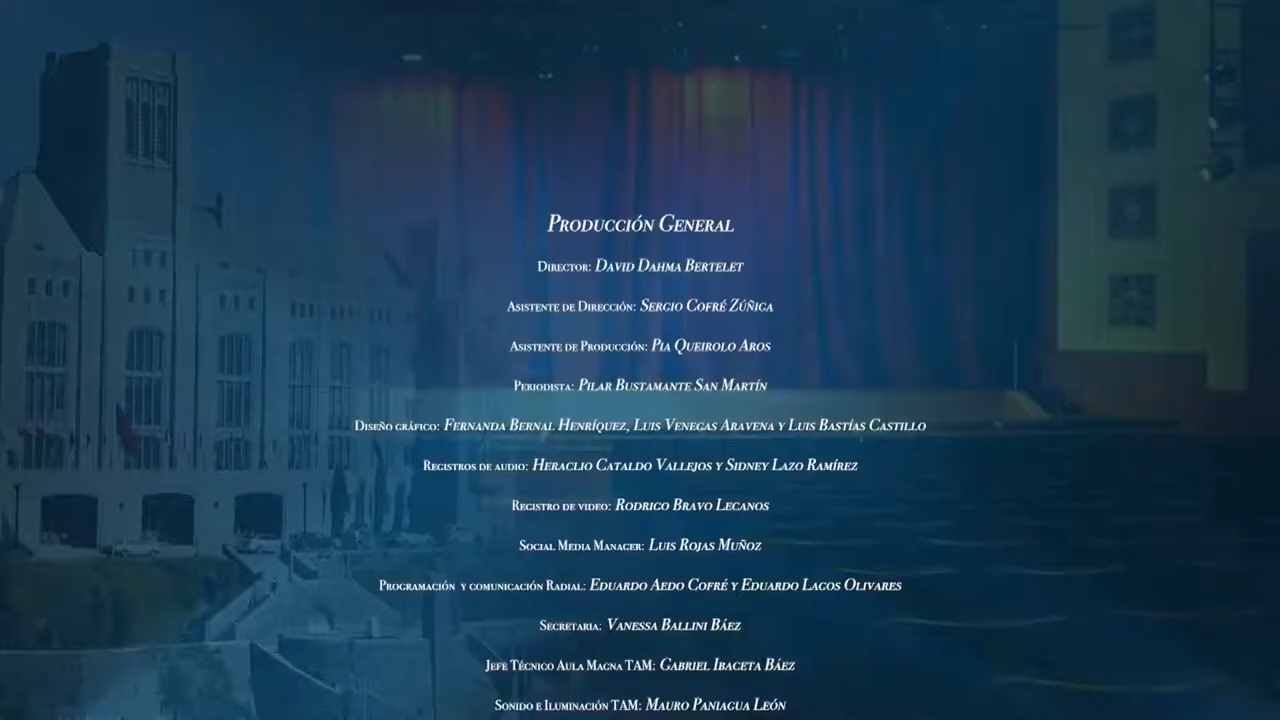 Producción General
Director: David Dahma Bertelet
Asistente de Dirección: Sergio Cofré Zúñiga
Asistente de Producción: Pia Queirolo Aros
Periodista: Pilar Bustamante San Martín
Diseño gráfico: Fernanda Bernal Henríquez, Luis Venegas Aravena y Luis Bastías Castillo
Registros de audio: Heraclio Cataldo Vallejos y Sidney Lazo Ramírez
Registro de video: Rodrigo Bravo Lecanos
Social Media Manager: Luis Rojas Muñoz
Programación y comunicación Radial: Eduardo Aedo Cofré y Eduardo Lagos Olivares
Secretaria: Vanessa Ballini Báez
Jefe Técnico Aula Magna TAM: Gabriel Ibaceta Báez
Sonido e Iluminación TAM: Mauro Paniagua León